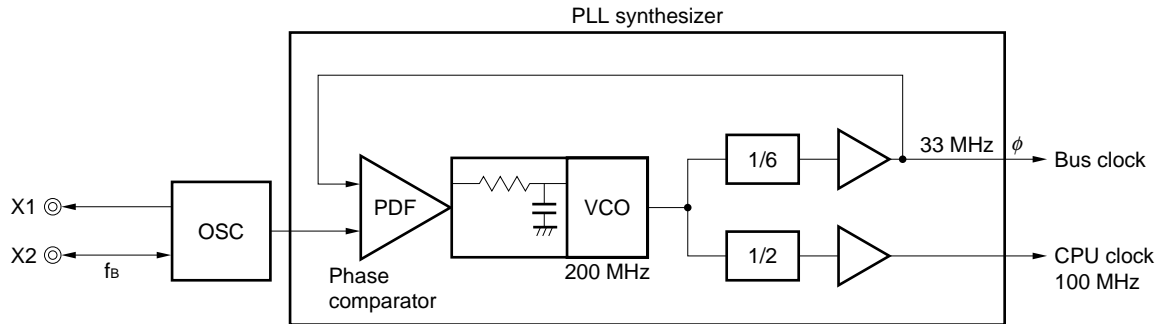 PLL synthesizer
1/6
33 MHz
ϕ
Bus clock
X1
OSC
PDF
VCO
X2
fB
1/2
CPU clock
100 MHz
200 MHz
Phase
comparator